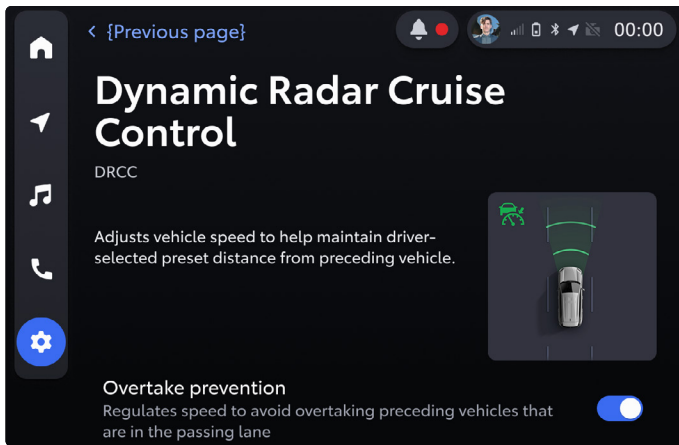 {Previous page}
00:00
Dynamic Radar Cruise
Control
DRCC
Adjusts vehicle speed to help maintain driver-
selected preset distance from preceding vehicle.
Overtake prevention
Regulates speed to avoid overtaking preceding vehicles that
are in the passing lane